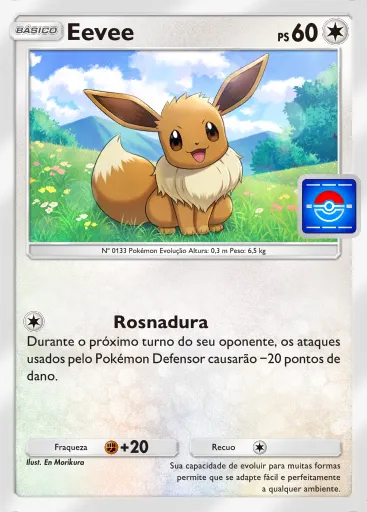 BÁSICO Eevee PS 60
Nº 0133 Pokémon Evolução Altura: 0,3 m Peso: 6,5 kg
Rosnadura
Durante o próximo turno do seu oponente, os ataques
usados pelo Pokémon Defensor causarão −20 pontos de
dano.
Fraqueza +20 Recuo
Ilust. En Morikura
Sua capacidade de evoluir para muitas formas
permite que se adapte fácil e perfeitamente
a qualquer ambiente.